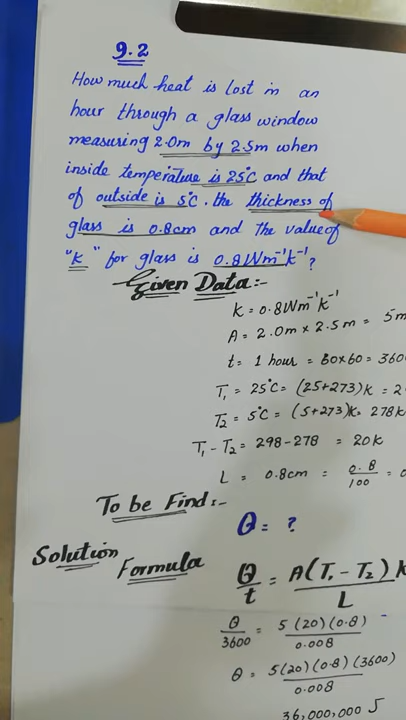 9.2
How much heat is lost in an
hour through a glass window
measuring 2.0m by 2.5m when
inside temperature is 25°C and that
of outside is 5°C. the thickness of
glass is 0.8cm and the value of
"k" for glass is 0.8Wm⁻¹k⁻¹?
Given Data:-
k = 0.8Wm⁻¹k⁻¹
A = 2.0m x 2.5m = 5m
t = 1 hour = 60x60 = 360
T₁ = 25°C = (25+273)k = 2
T₂ = 5°C = (5+273)k = 278k
T₁ - T₂ = 298-278 = 20k
L = 0.8cm = 0.8/100 = 0
To be Find:-
Q = ?
Solution
Formula
Q/t = A(T₁ - T₂)k/L
Q/3600 = 5(20)(0.8)/0.008
Q = 5(20)(0.8)(3600)/0.008
36,000,000 J